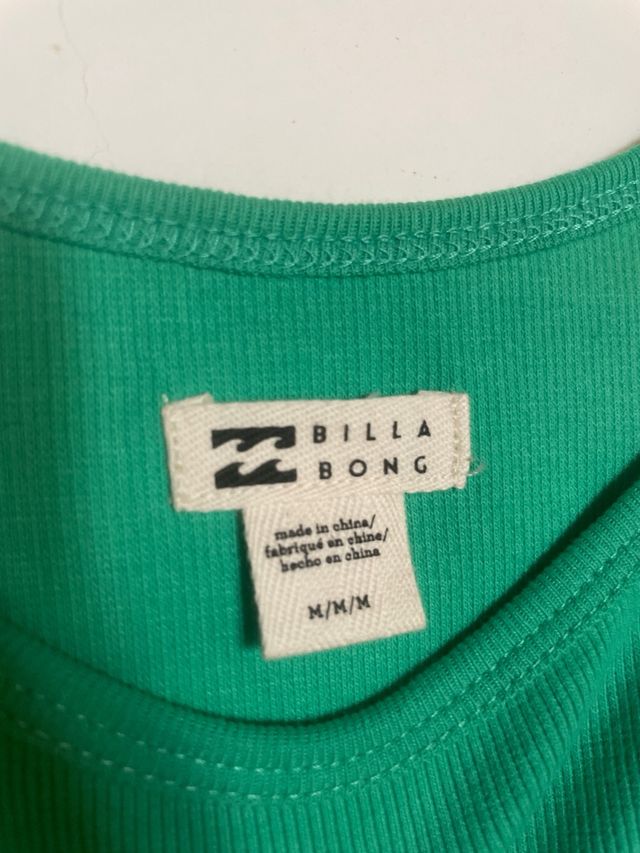 BILLA
BONG
made in china/
fabriqué en chine/
hecho en china
M/M/M